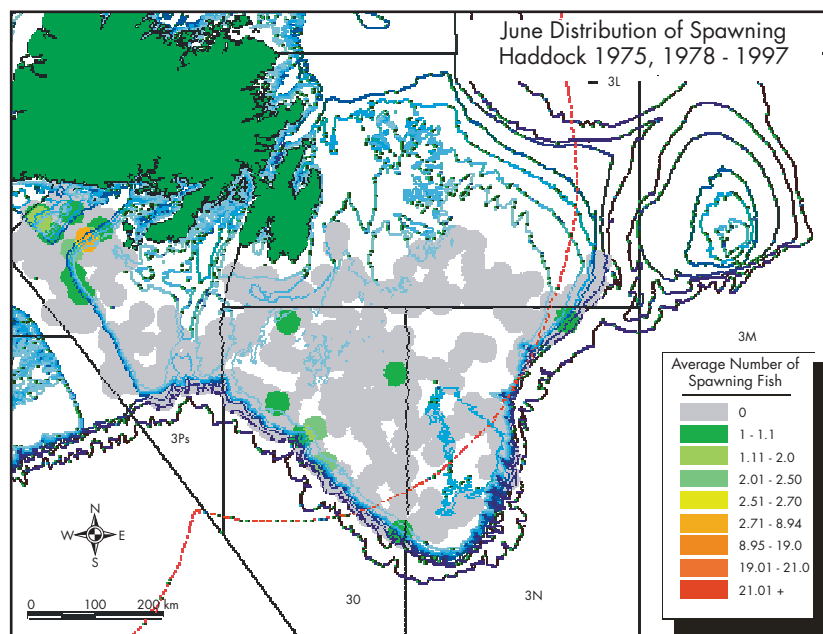 June Distribution of Spawning
Haddock 1975, 1978 - 1997
3L
3M
Average Number of
Spawning Fish
0
1 - 1.1
1.11 - 2.0
2.01 - 2.50
2.51 - 2.70
2.71 - 8.94
8.95 - 19.0
19.01 - 21.0
21.01 +
3Ps
N
W E
S
0 100 200 km
30
3N